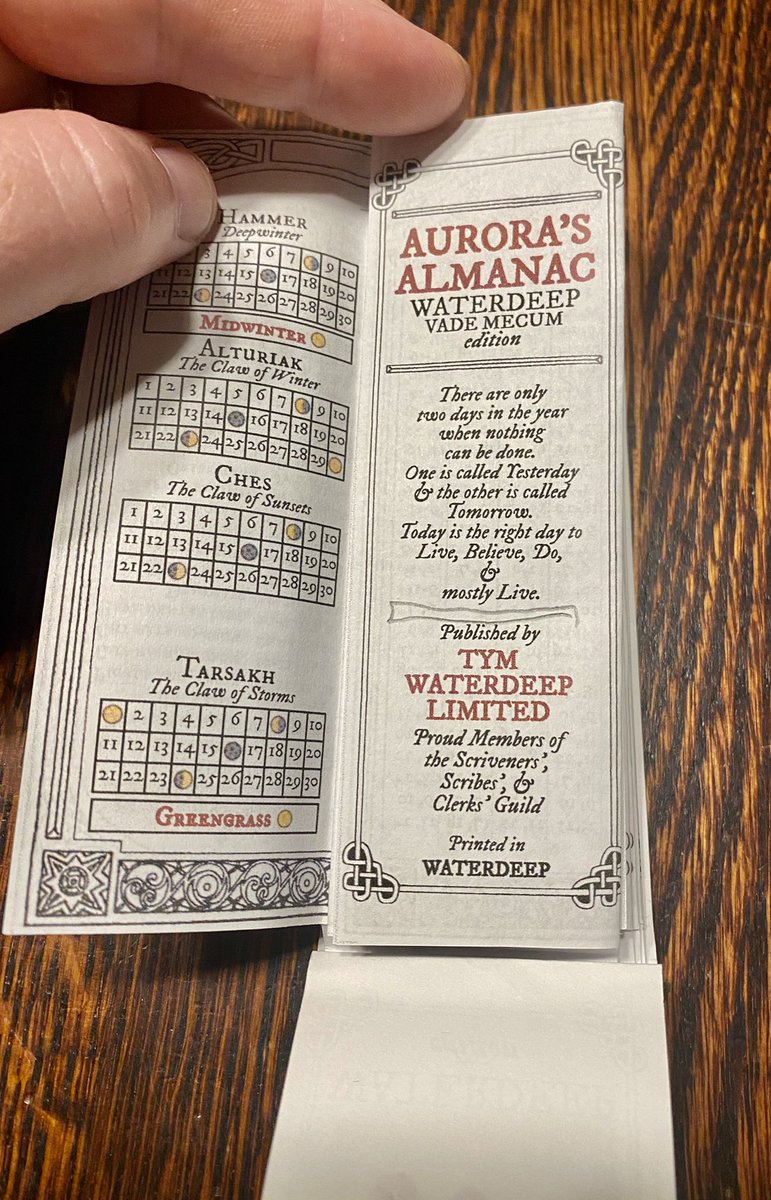 HAMMER
Deepwinter
3 4 5 6 7 9 10
11 12 13 14 15 17 18 19 20
21 22 24 25 26 27 28 29 30
MIDWINTER
ALTURIAK
The Claw of Winter
1 2 3 4 5 6 7 9 10
11 12 13 14 16 17 18 19 20
21 22 24 25 26 27 28 29
CHES
The Claw of Sunsets
1 2 3 4 5 6 7 9 10
11 12 13 14 15 17 18 19 20
21 22 24 25 26 27 28 29 30
TARSAKH
The Claw of Storms
2 3 4 5 6 7 9 10
11 12 13 14 15 17 18 19 20
21 22 23 25 26 27 28 29 30
GREENGRASS
AURORA'S
ALMANAC
WATERDEEP
VADE MECUM
edition
There are only
two days in the year
when nothing
can be done.
One is called Yesterday
& the other is called
Tomorrow.
Today is the right day to
Live, Believe, Do,
&
mostly Live.
Published by
TYM
WATERDEEP
LIMITED
Proud Members of
the Scriveners',
Scribes', &
Clerks' Guild
Printed in
WATERDEEP